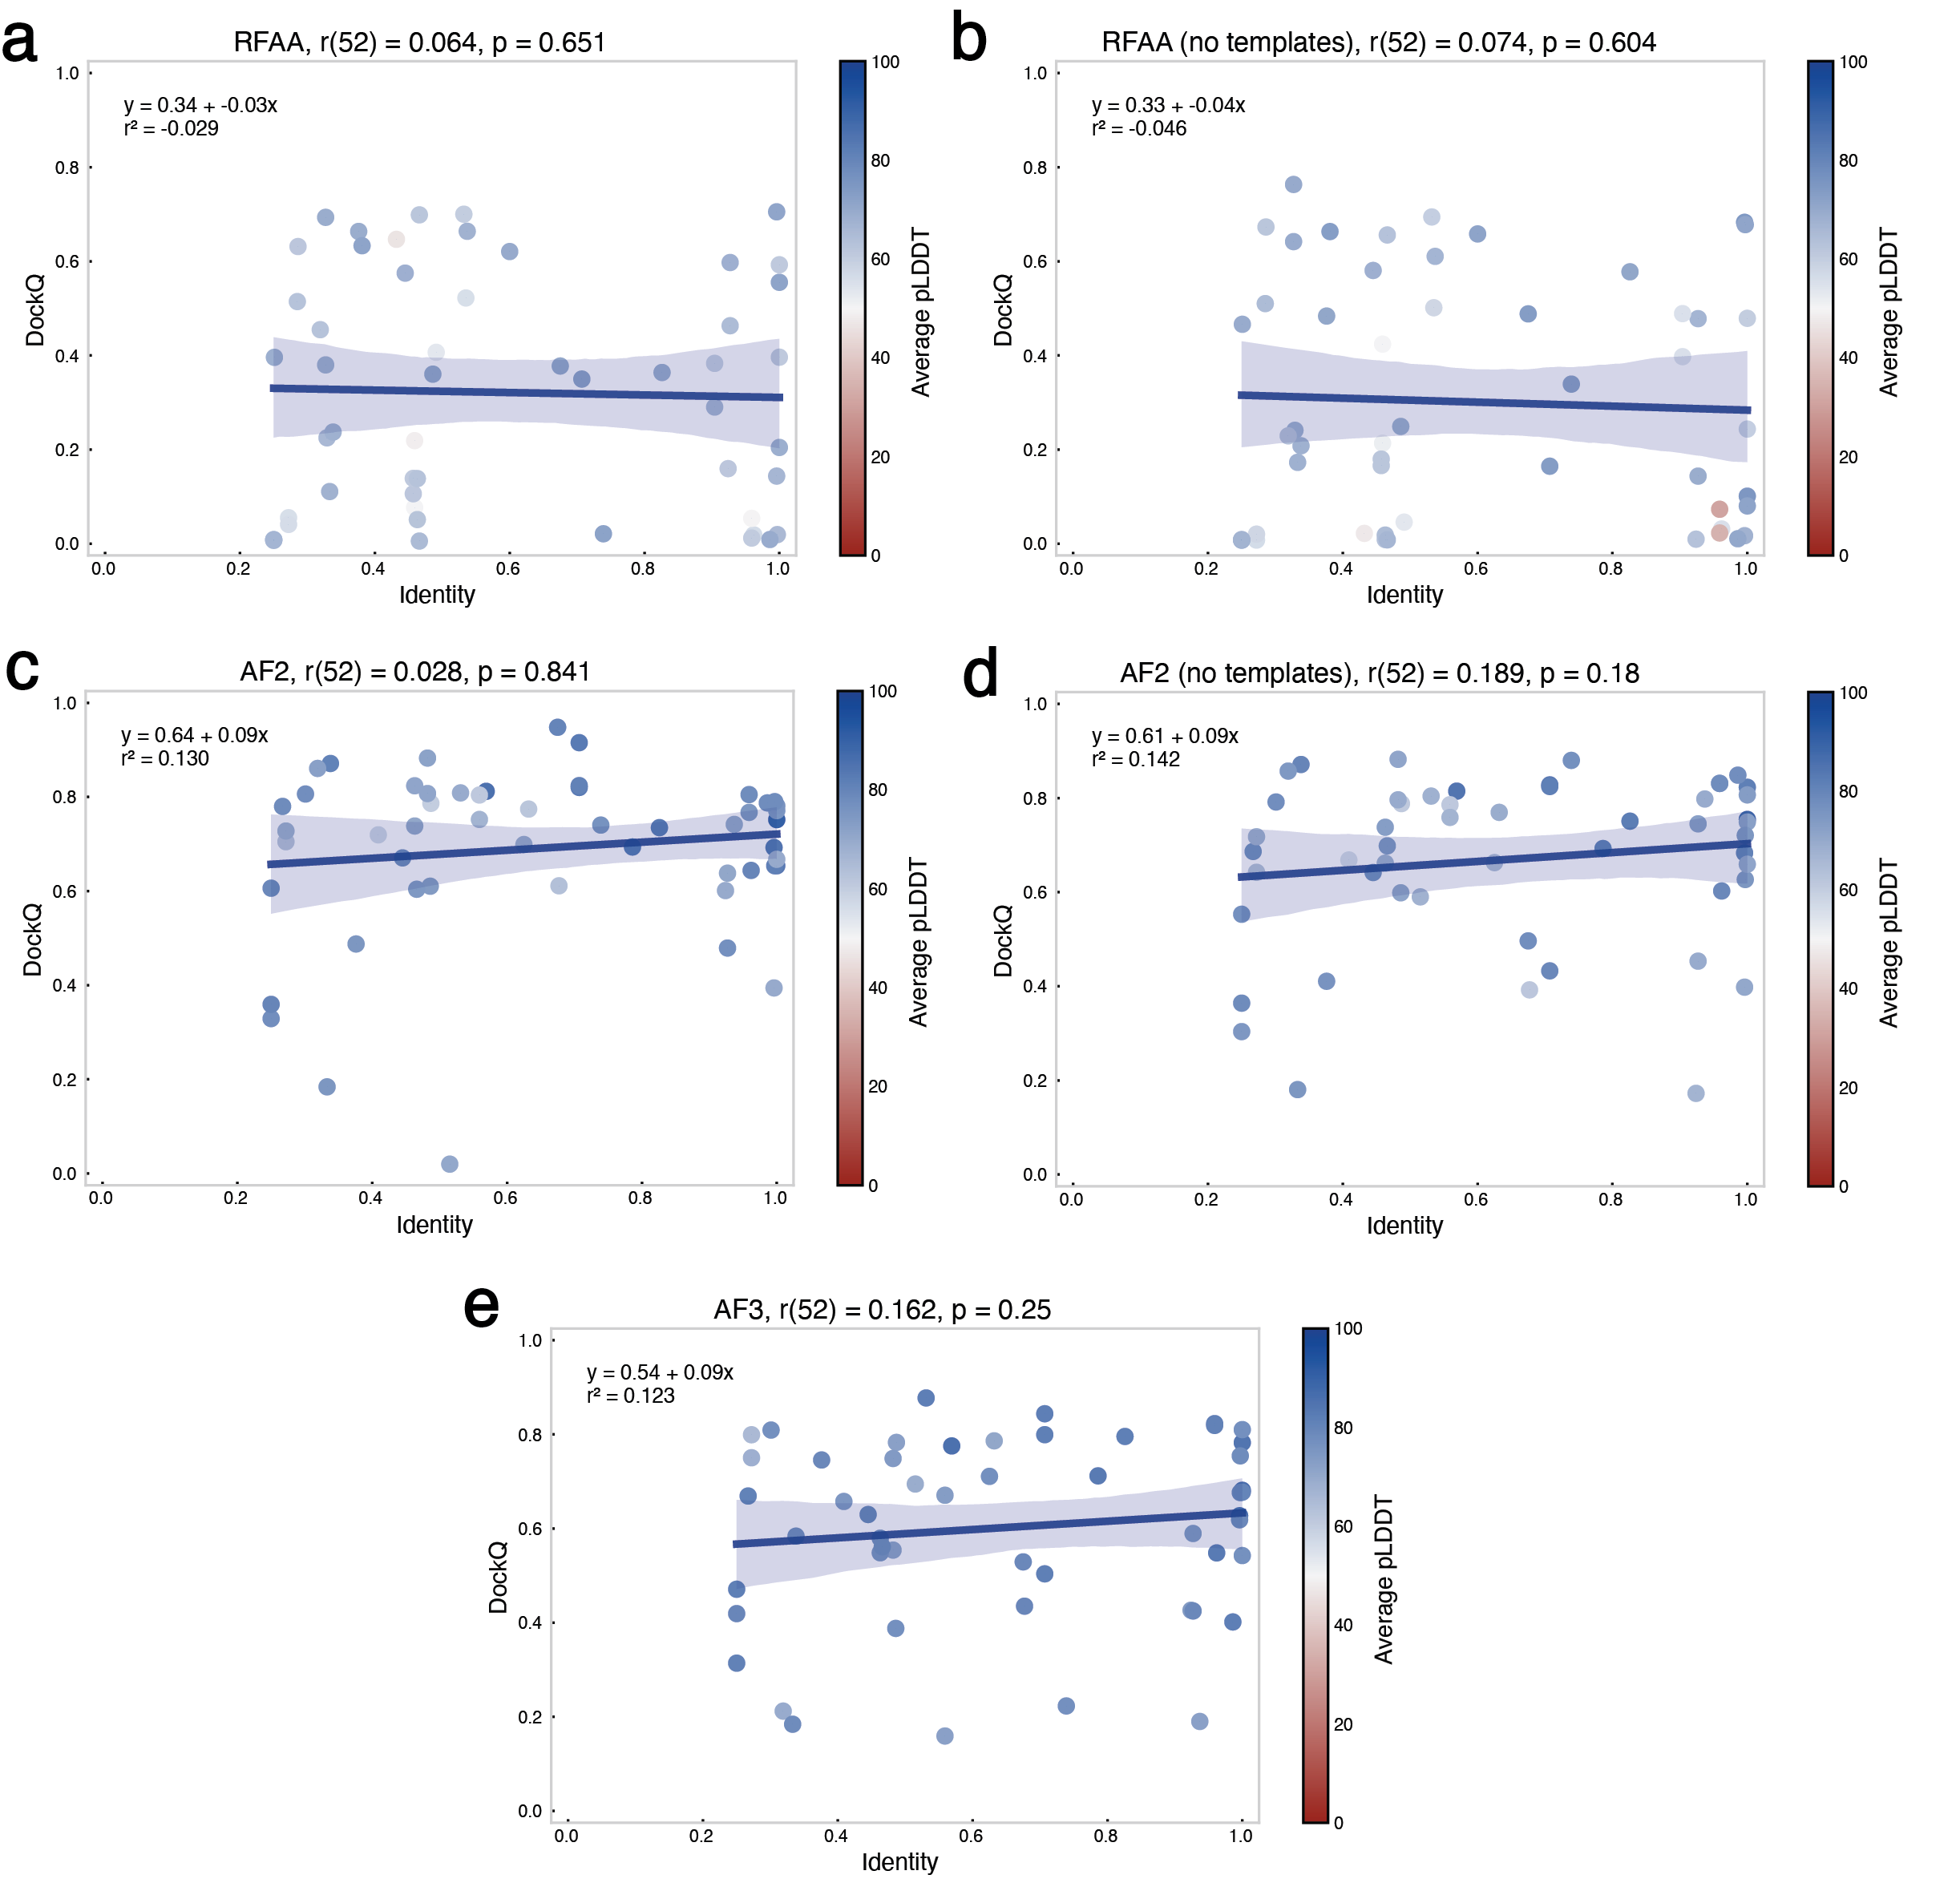 a
RFAA, r(52) = 0.064, p = 0.651
y = 0.34 + -0.03x
r² = -0.029
1.0
0.8
0.6
0.4
0.2
0.0
DockQ
0.0 0.2 0.4 0.6 0.8 1.0
Identity
100
80
60
40
20
0
Average pLDDT
b
RFAA (no templates), r(52) = 0.074, p = 0.604
y = 0.33 + -0.04x
r² = -0.046
1.0
0.8
0.6
0.4
0.2
0.0
DockQ
0.0 0.2 0.4 0.6 0.8 1.0
Identity
100
80
60
40
20
0
Average pLDDT
c
AF2, r(52) = 0.028, p = 0.841
y = 0.64 + 0.09x
r² = 0.130
1.0
0.8
0.6
0.4
0.2
0.0
DockQ
0.0 0.2 0.4 0.6 0.8 1.0
Identity
100
80
60
40
20
0
Average pLDDT
d
AF2 (no templates), r(52) = 0.189, p = 0.18
y = 0.61 + 0.09x
r² = 0.142
1.0
0.8
0.6
0.4
0.2
0.0
DockQ
0.0 0.2 0.4 0.6 0.8 1.0
Identity
100
80
60
40
20
0
Average pLDDT
e
AF3, r(52) = 0.162, p = 0.25
y = 0.54 + 0.09x
r² = 0.123
1.0
0.8
0.6
0.4
0.2
0.0
DockQ
0.0 0.2 0.4 0.6 0.8 1.0
Identity
100
80
60
40
20
0
Average pLDDT